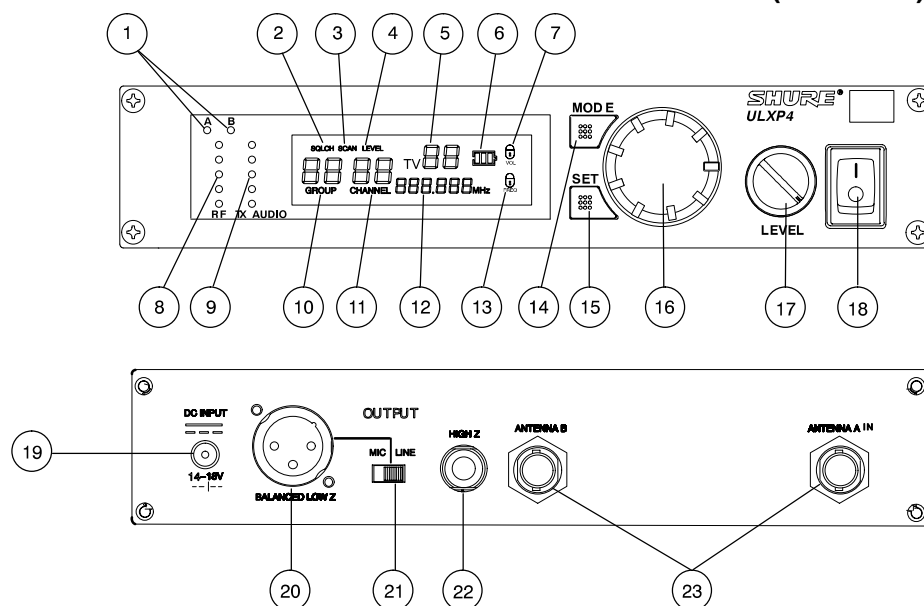 1 2 3 4 5 6 7
SHURE®
ULXP4
MODE
A B
SQLCH SCAN LEVEL
TV
VOL
GROUP CHANNEL 888.888 MHz
FREQ
SET
RF TX AUDIO
LEVEL
8 9 10 11 12 13 14 15 16 17 18
DC INPUT
OUTPUT
HIGH Z
ANTENNA B
ANTENNA A IN
MIC LINE
14-18V
BALANCED LOW Z
19
20 21 22 23